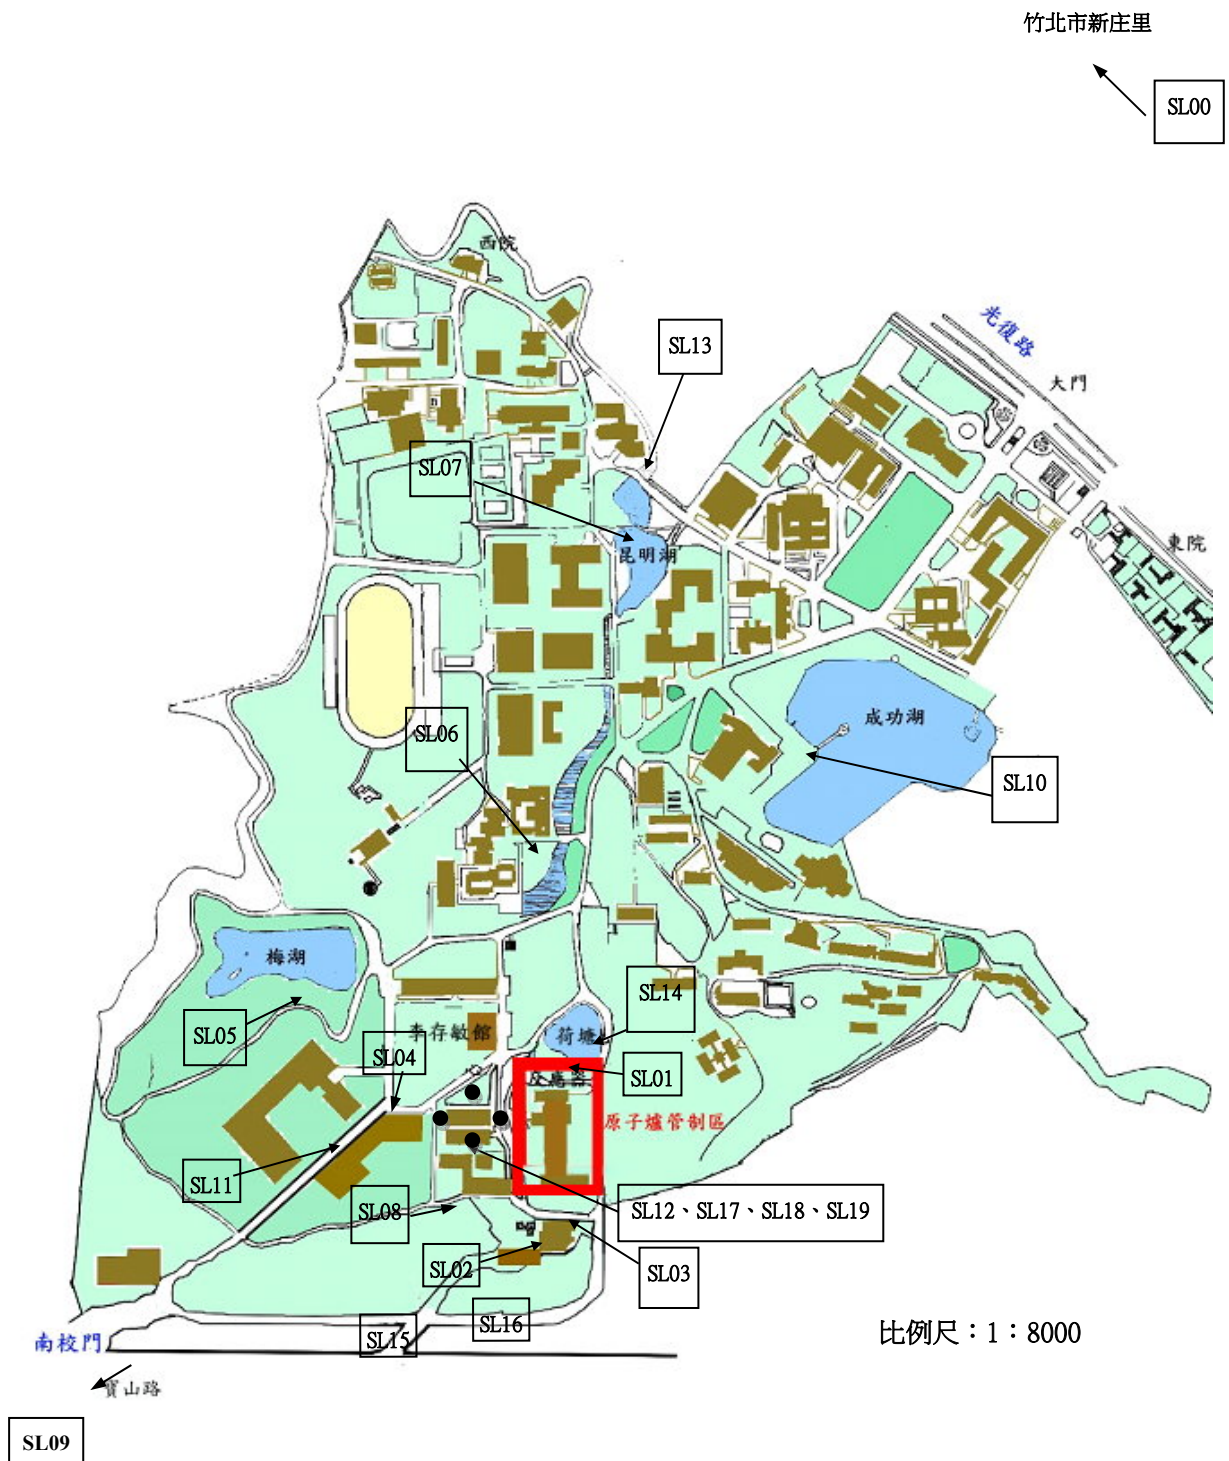 竹北市新庄里
SL00
西院
光復路
SL13
大門
SL07
東院
昆明湖
成功湖
SL06
SL10
梅湖
SL14
SL05
李存敏館
荷塘
SL04
SL01
反應器
原子爐管制區
SL11
SL08
SL12、SL17、SL18、SL19
SL02
SL03
SL16
SL15
比例尺：1：8000
南校門
寶山路
SL09